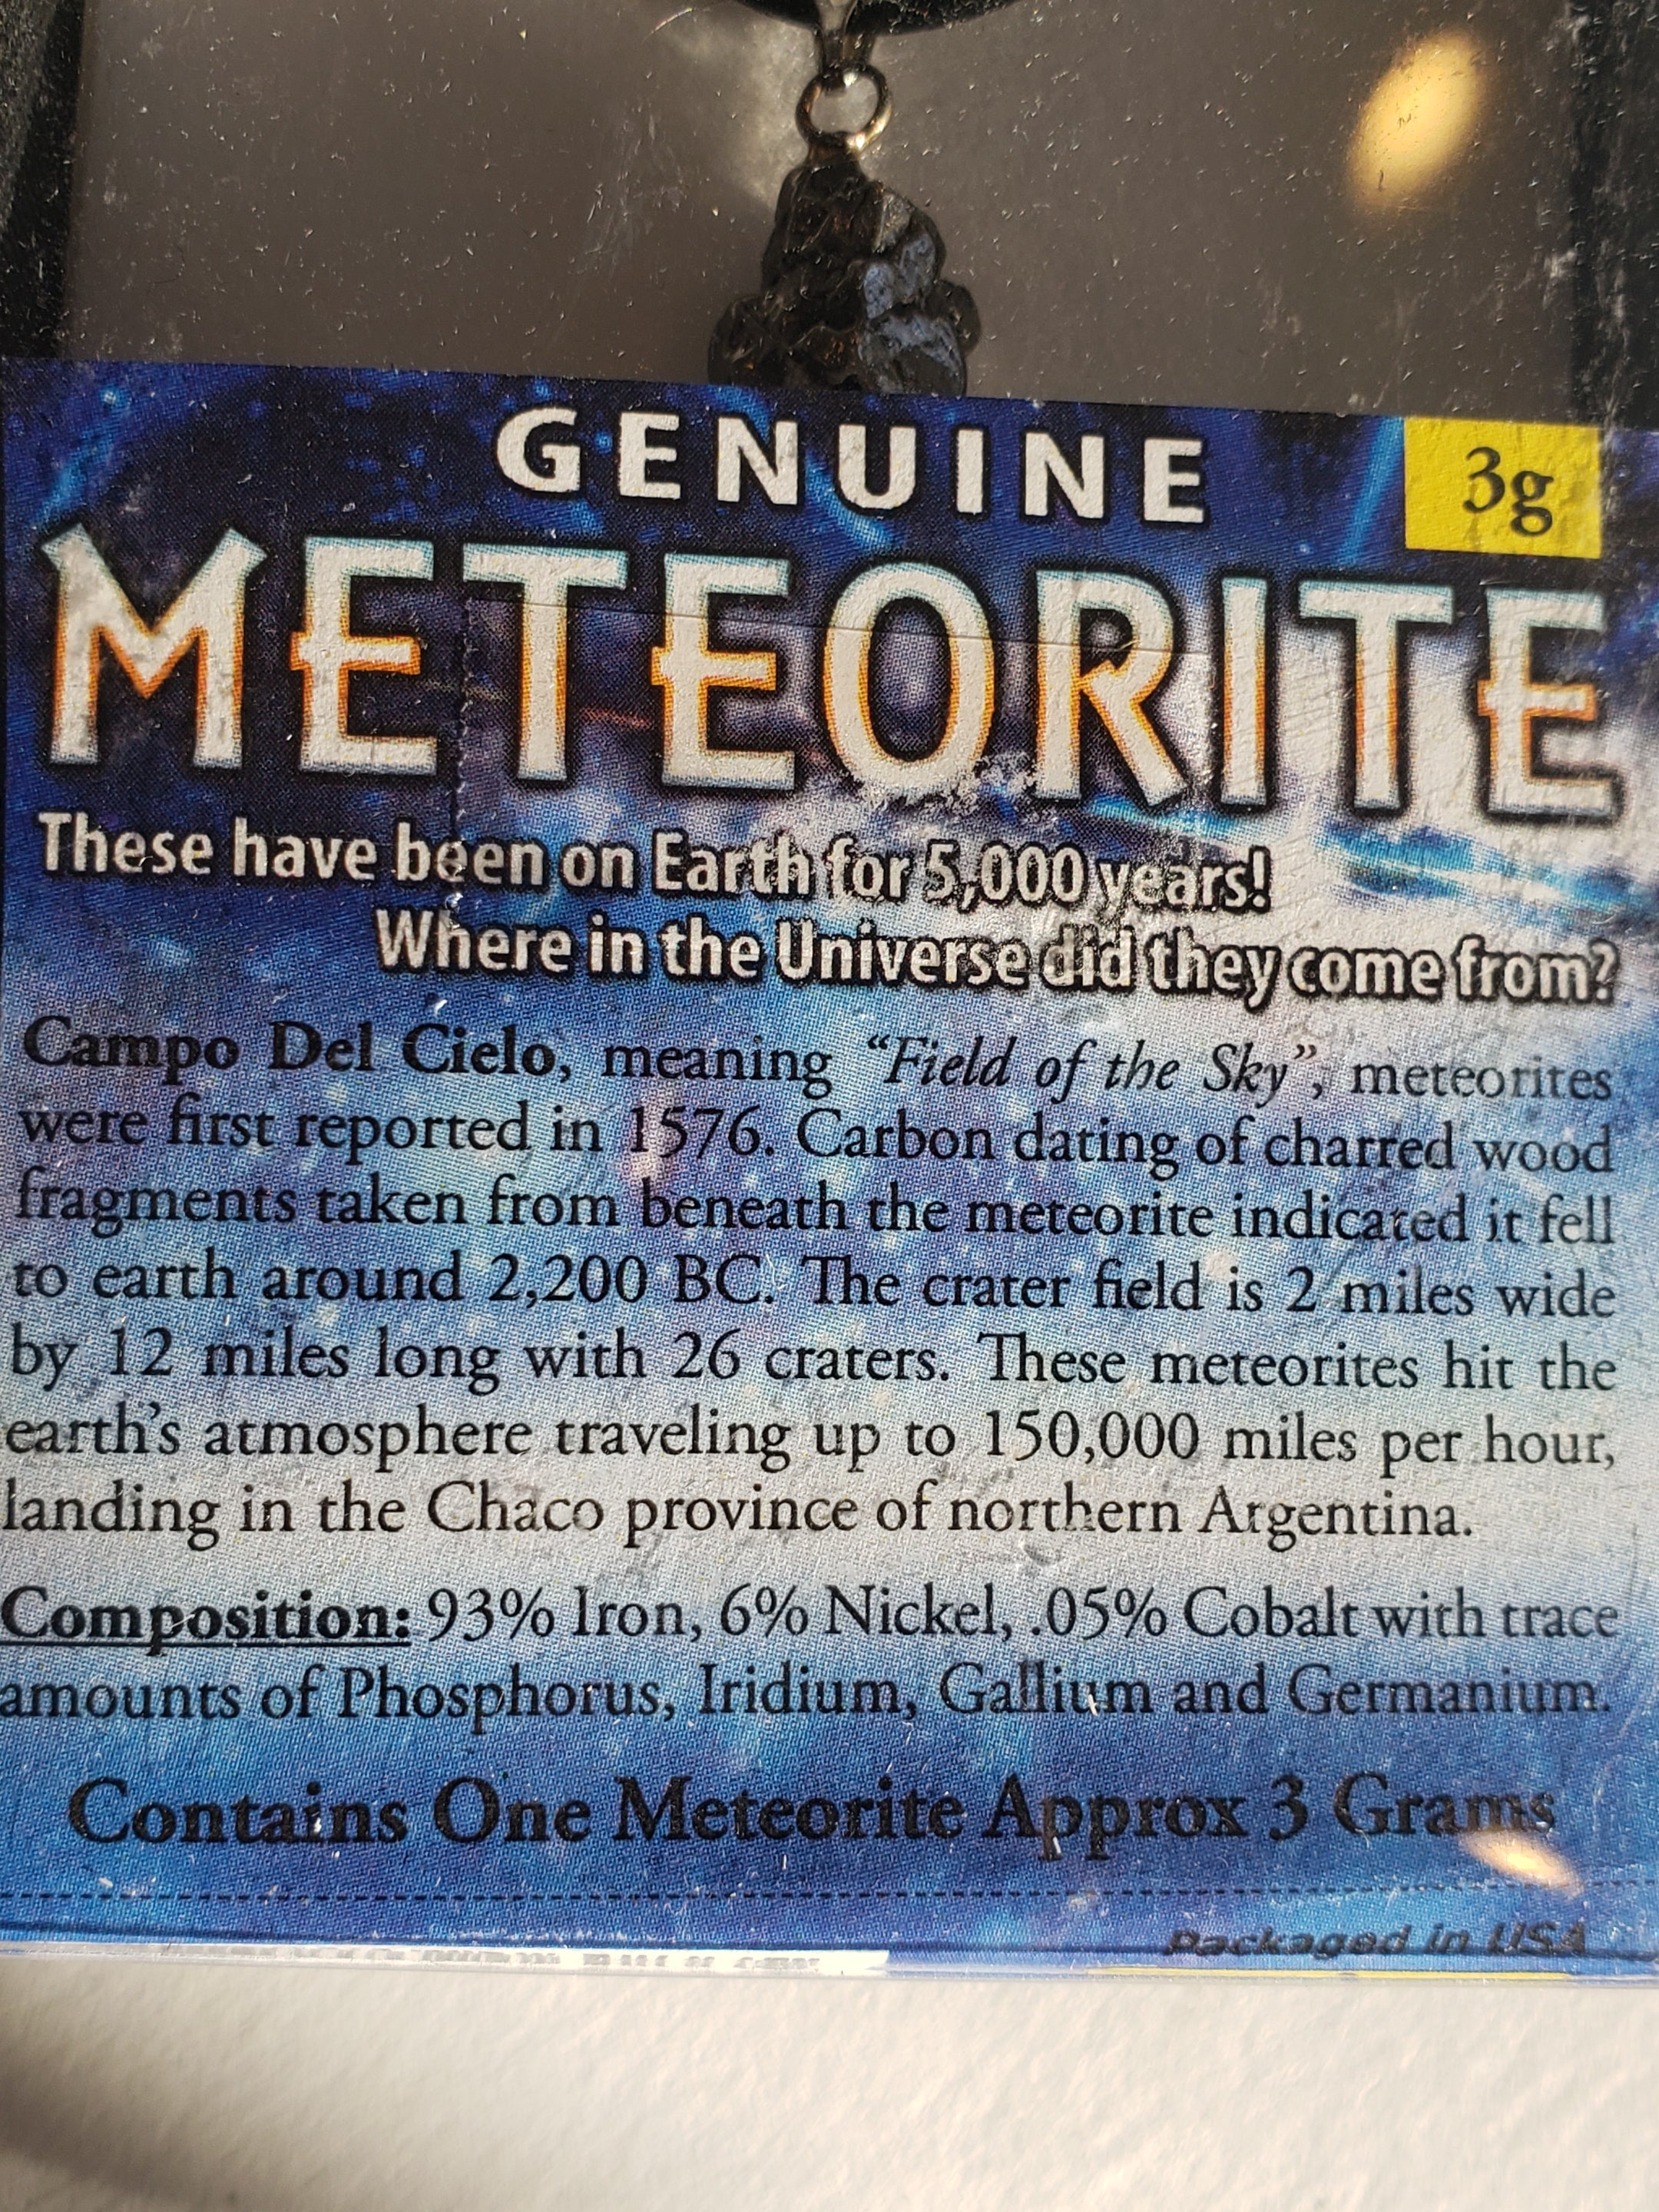 GENUINE
3g
METEORITE
These have been on Earth for 5,000 years!
Where in the Universe did they come from?
Campo Del Cielo, meaning “Field of the Sky”, meteorites
were first reported in 1576. Carbon dating of charred wood
fragments taken from beneath the meteorite indicated it fell
to earth around 2,200 BC. The crater field is 2 miles wide
by 12 miles long with 26 craters. These meteorites hit the
earth’s atmosphere traveling up to 150,000 miles per hour,
landing in the Chaco province of northern Argentina.
Composition: 93% Iron, 6% Nickel, .05% Cobalt with trace
amounts of Phosphorus, Iridium, Gallium and Germanium.
Contains One Meteorite Approx 3 Grams
Packaged in USA